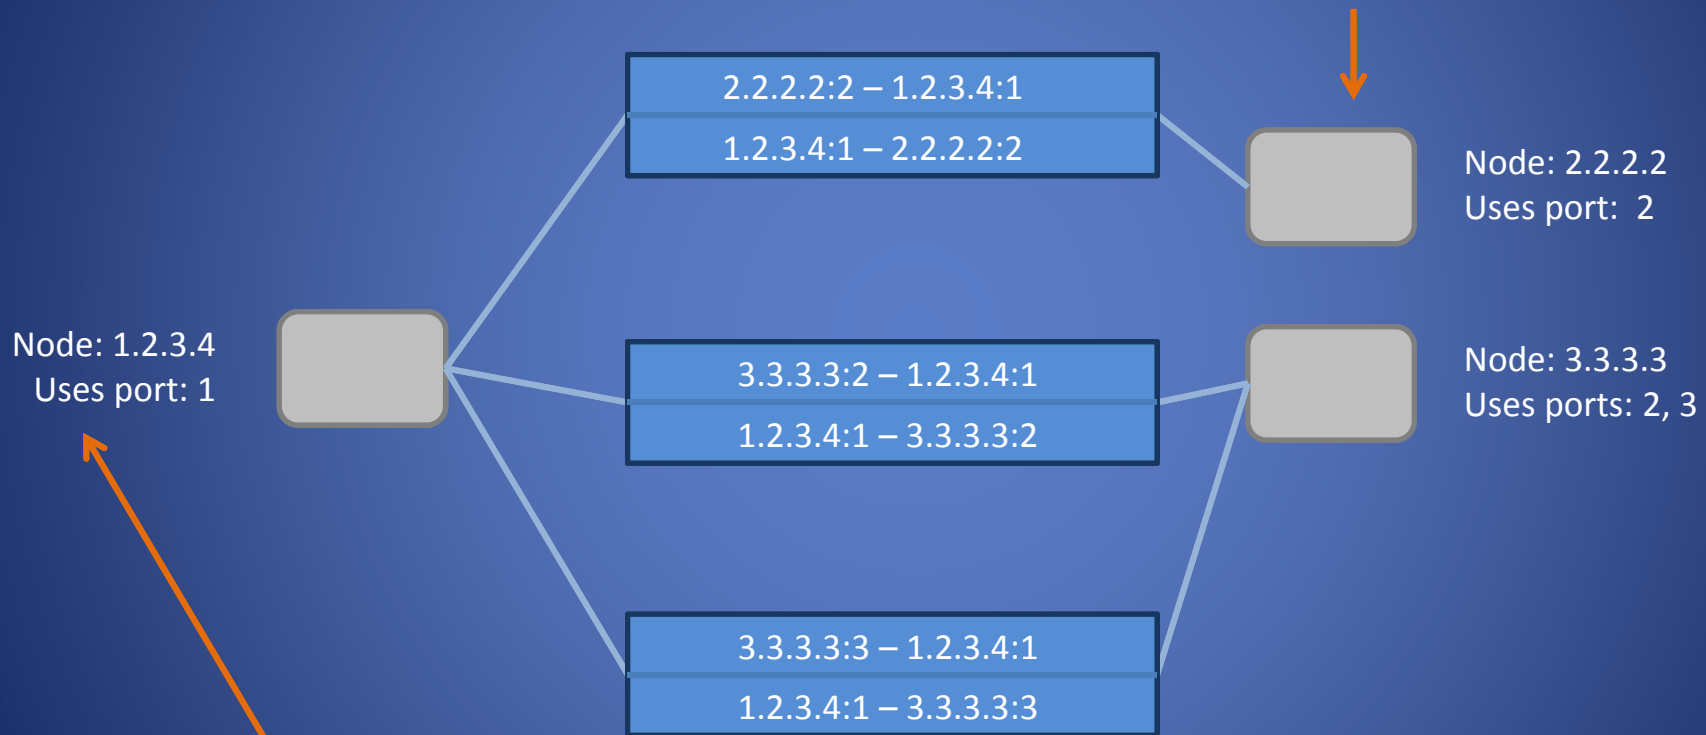 2.2.2.2:2 – 1.2.3.4:1
1.2.3.4:1 – 2.2.2.2:2
Node: 2.2.2.2
Uses port:  2
Node: 1.2.3.4
Uses port: 1
3.3.3.3:2 – 1.2.3.4:1
1.2.3.4:1 – 3.3.3.3:2
Node: 3.3.3.3
Uses ports: 2, 3
3.3.3.3:3 – 1.2.3.4:1
1.2.3.4:1 – 3.3.3.3:3